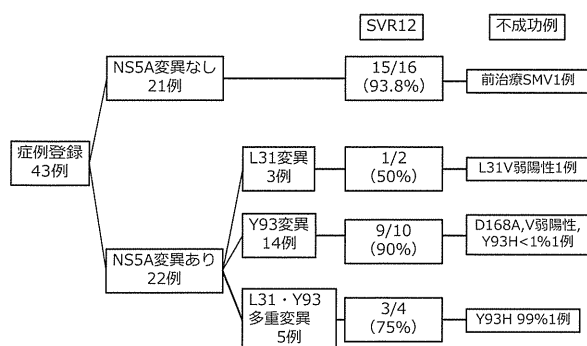 SVR12
不成功例
NS5A変異なし
21例
15/16
(93.8%)
前治療SMV1例
症例登録
43例
L31変異
3例
1/2
(50%)
L31V弱陽性1例
Y93変異
14例
9/10
(90%)
D168A,V弱陽性,
Y93H<1%1例
NS5A変異あり
22例
L31・Y93
多重変異
5例
3/4
(75%)
Y93H 99%1例